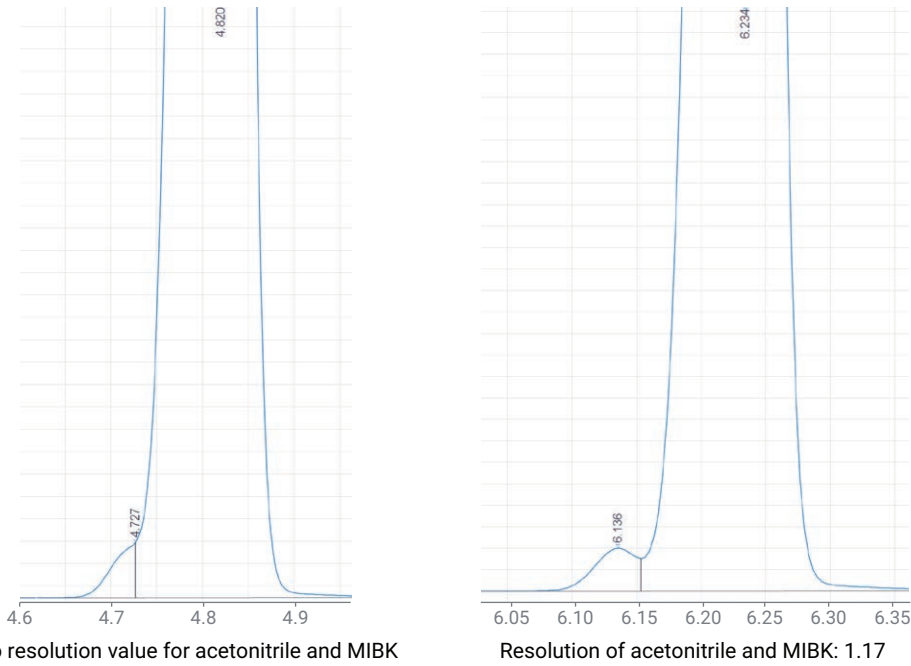 4.820
4.727
4.6 4.7 4.8 4.9
resolution value for acetonitrile and MIBK
6.234
6.136
6.05 6.10 6.15 6.20 6.25 6.30 6.35
Resolution of acetonitrile and MIBK: 1.17